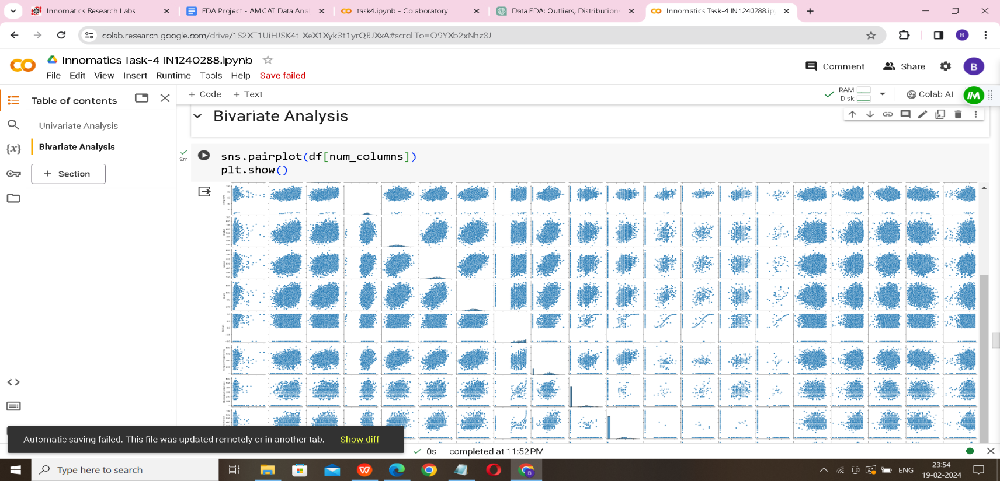 Innomatics Research Labs
EDA Project - AMCAT Data Anal
task4.ipynb - Colaboratory
Data EDA: Outliers, Distributions
Innomatics Task-4 IN1240288.ip
colab.research.google.com/drive/1S2XT1UiHJSK4t-XeX1Xyk3t1yrQBJXxA#scrollTo=O9YXb2xNhz8J
B
Innomatics Task-4 IN1240288.ipynb
Comment
Share
B
File Edit View Insert Runtime Tools Help Save failed
Table of contents
+ Code + Text
RAM
Disk
Colab AI
Univariate Analysis
Bivariate Analysis
+ Section
{x}
Bivariate Analysis
2m
sns.pairplot(df[num_columns])
plt.show()
Automatic saving failed. This file was updated remotely or in another tab. Show diff
0s completed at 11:52 PM
Type here to search
ENG
23:54
19-02-2024